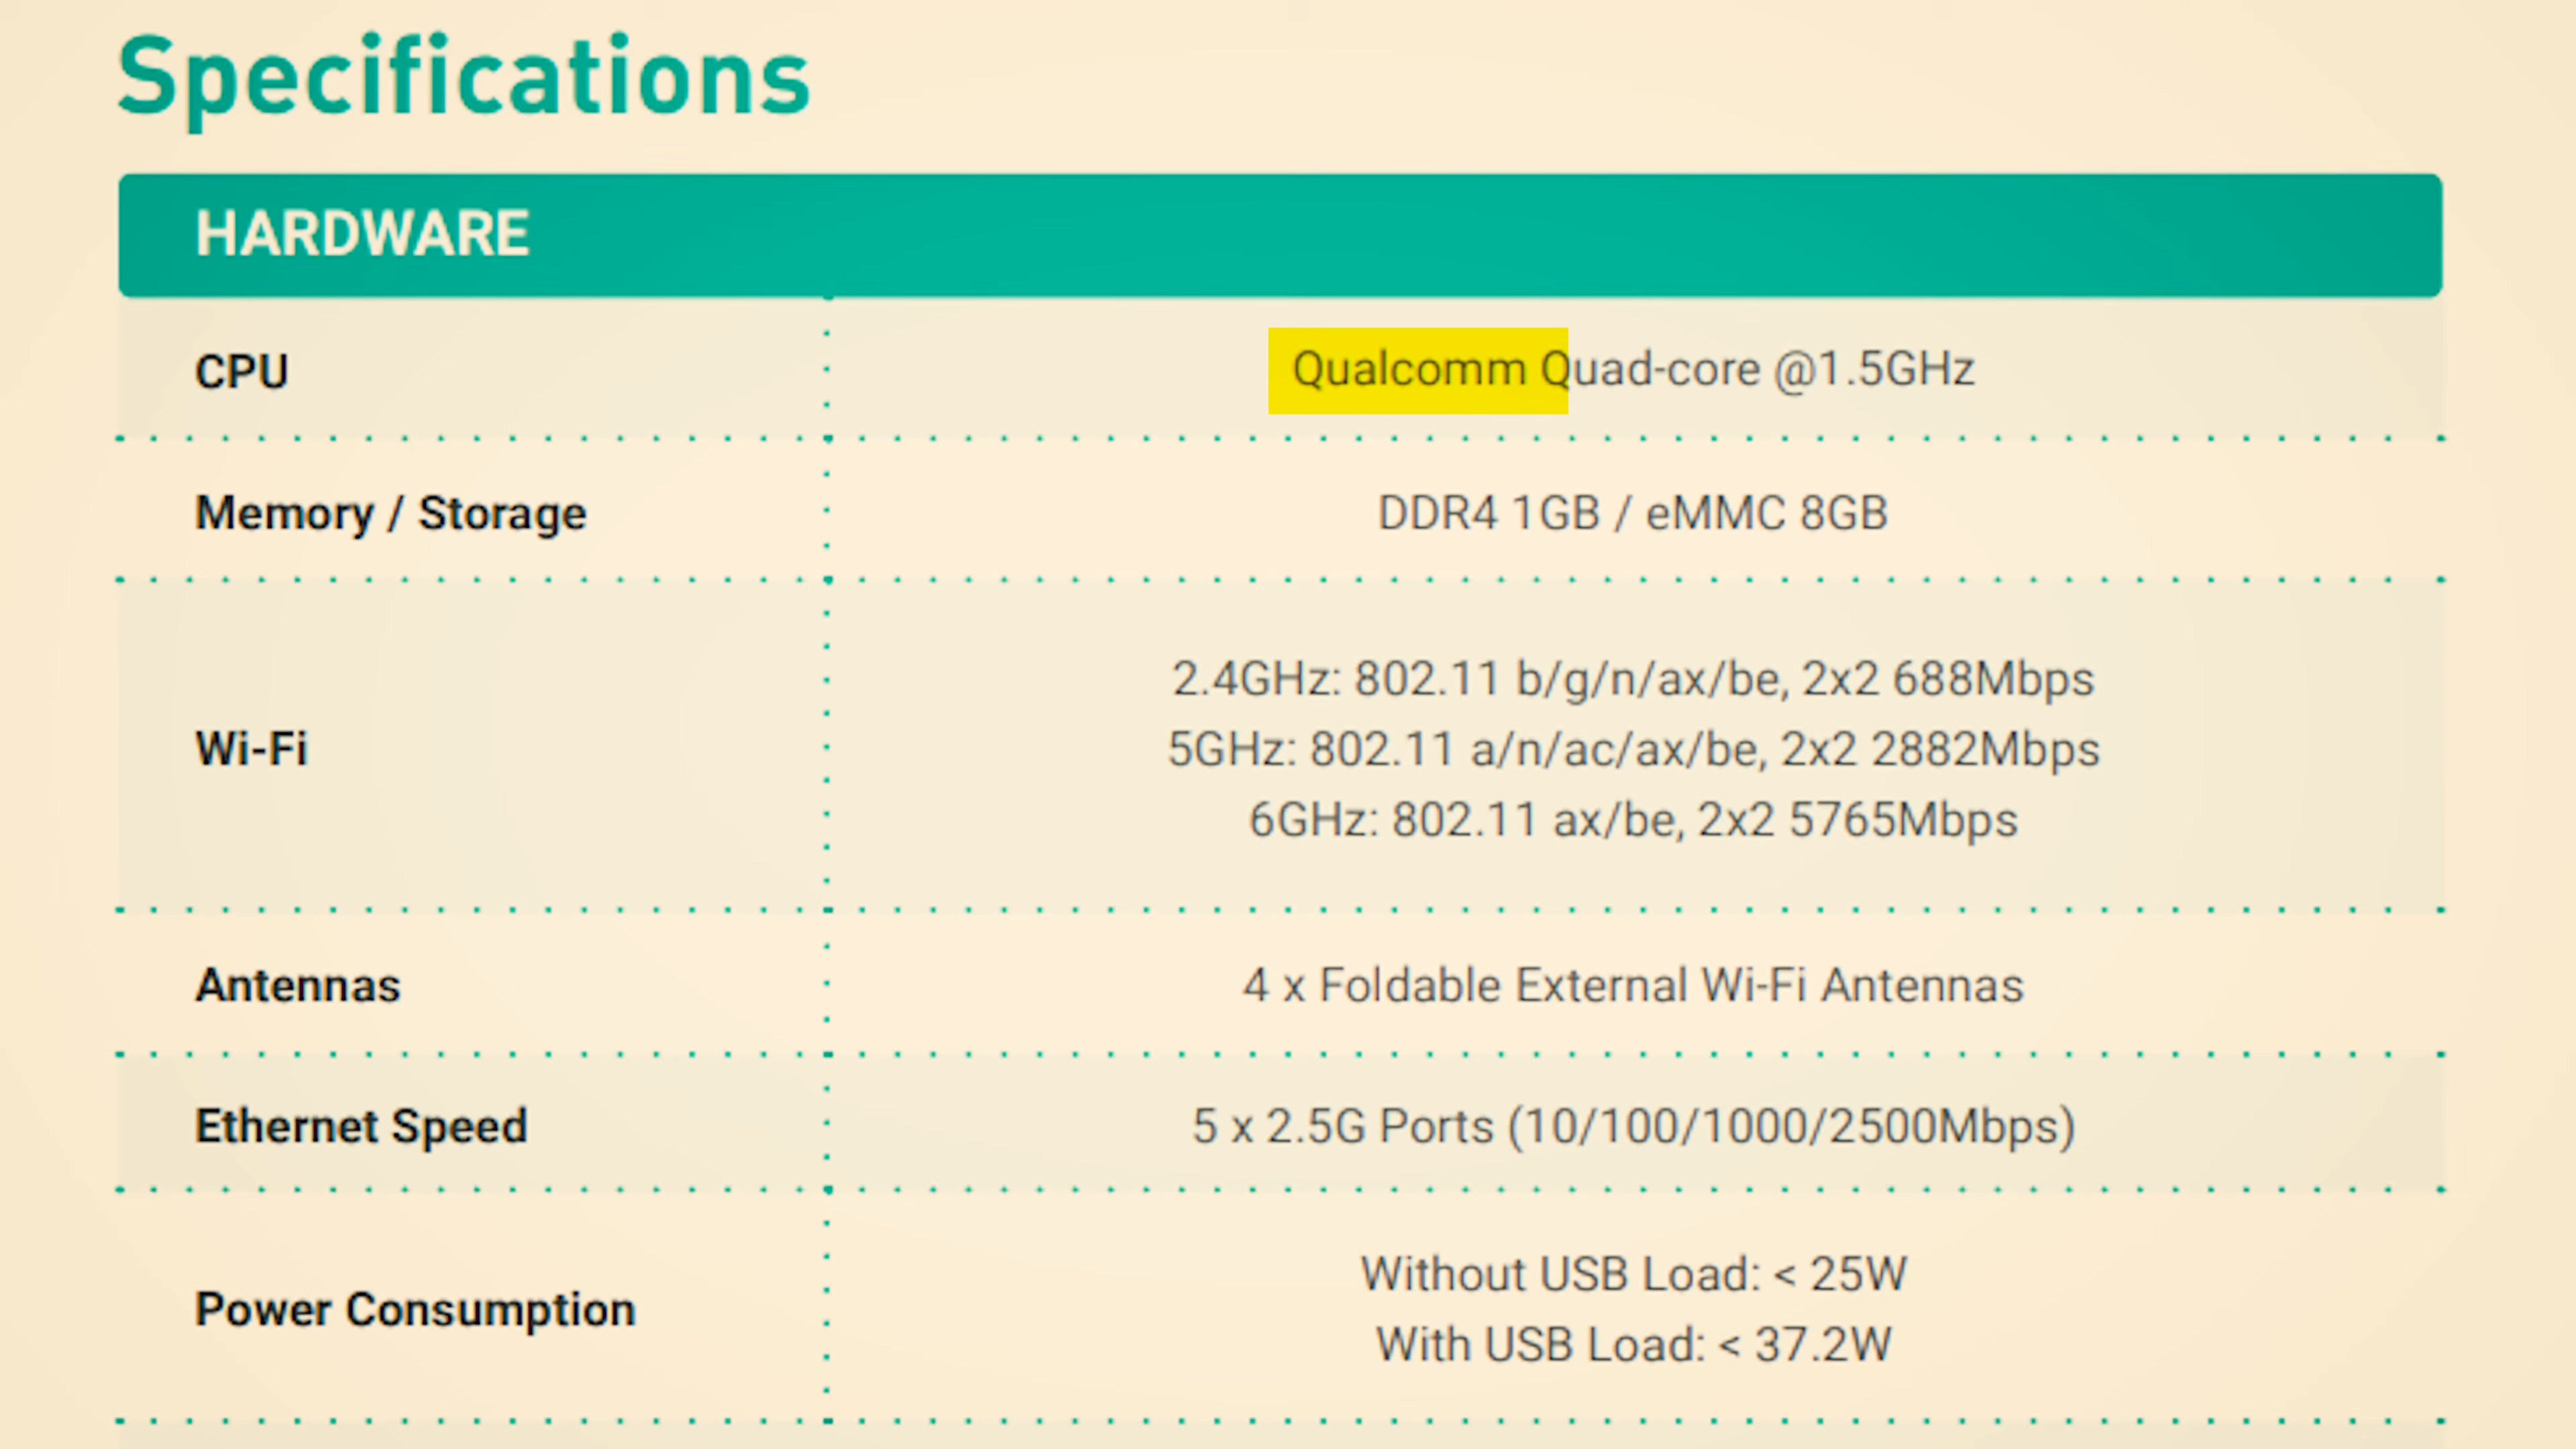 Specifications
HARDWARE
CPU
Qualcomm Quad-core @1.5GHz
Memory / Storage
DDR4 1GB / eMMC 8GB
Wi-Fi
2.4GHz: 802.11 b/g/n/ax/be, 2x2 688Mbps
5GHz: 802.11 a/n/ac/ax/be, 2x2 2882Mbps
6GHz: 802.11 ax/be, 2x2 5765Mbps
Antennas
4 x Foldable External Wi-Fi Antennas
Ethernet Speed
5 x 2.5G Ports (10/100/1000/2500Mbps)
Power Consumption
Without USB Load: < 25W
With USB Load: < 37.2W